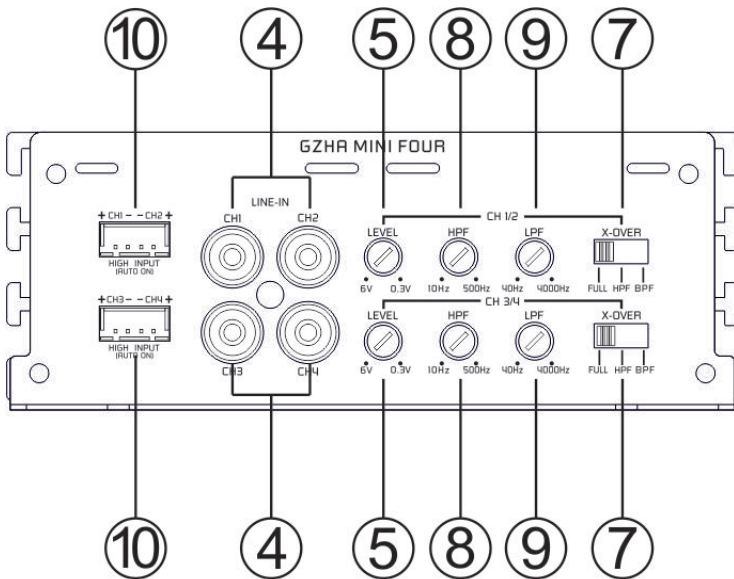 ⑩ ④ ⑤ ⑧ ⑨ ⑦
GZHA MINI FOUR
LINE-IN
CH1 CH2
+ CH1 - - CH2 +
HIGH INPUT
(AUTO ON)
CH 1/2
LEVEL HPF LPF X-OVER
6V 0.3V 10Hz 500Hz 40Hz 4000Hz FULL HPF BPF
+ CH3 - - CH4 +
HIGH INPUT
(AUTO ON)
CH3 CH4
CH 3/4
LEVEL HPF LPF X-OVER
6V 0.3V 10Hz 500Hz 40Hz 4000Hz FULL HPF BPF
⑩ ④ ⑤ ⑧ ⑨ ⑦